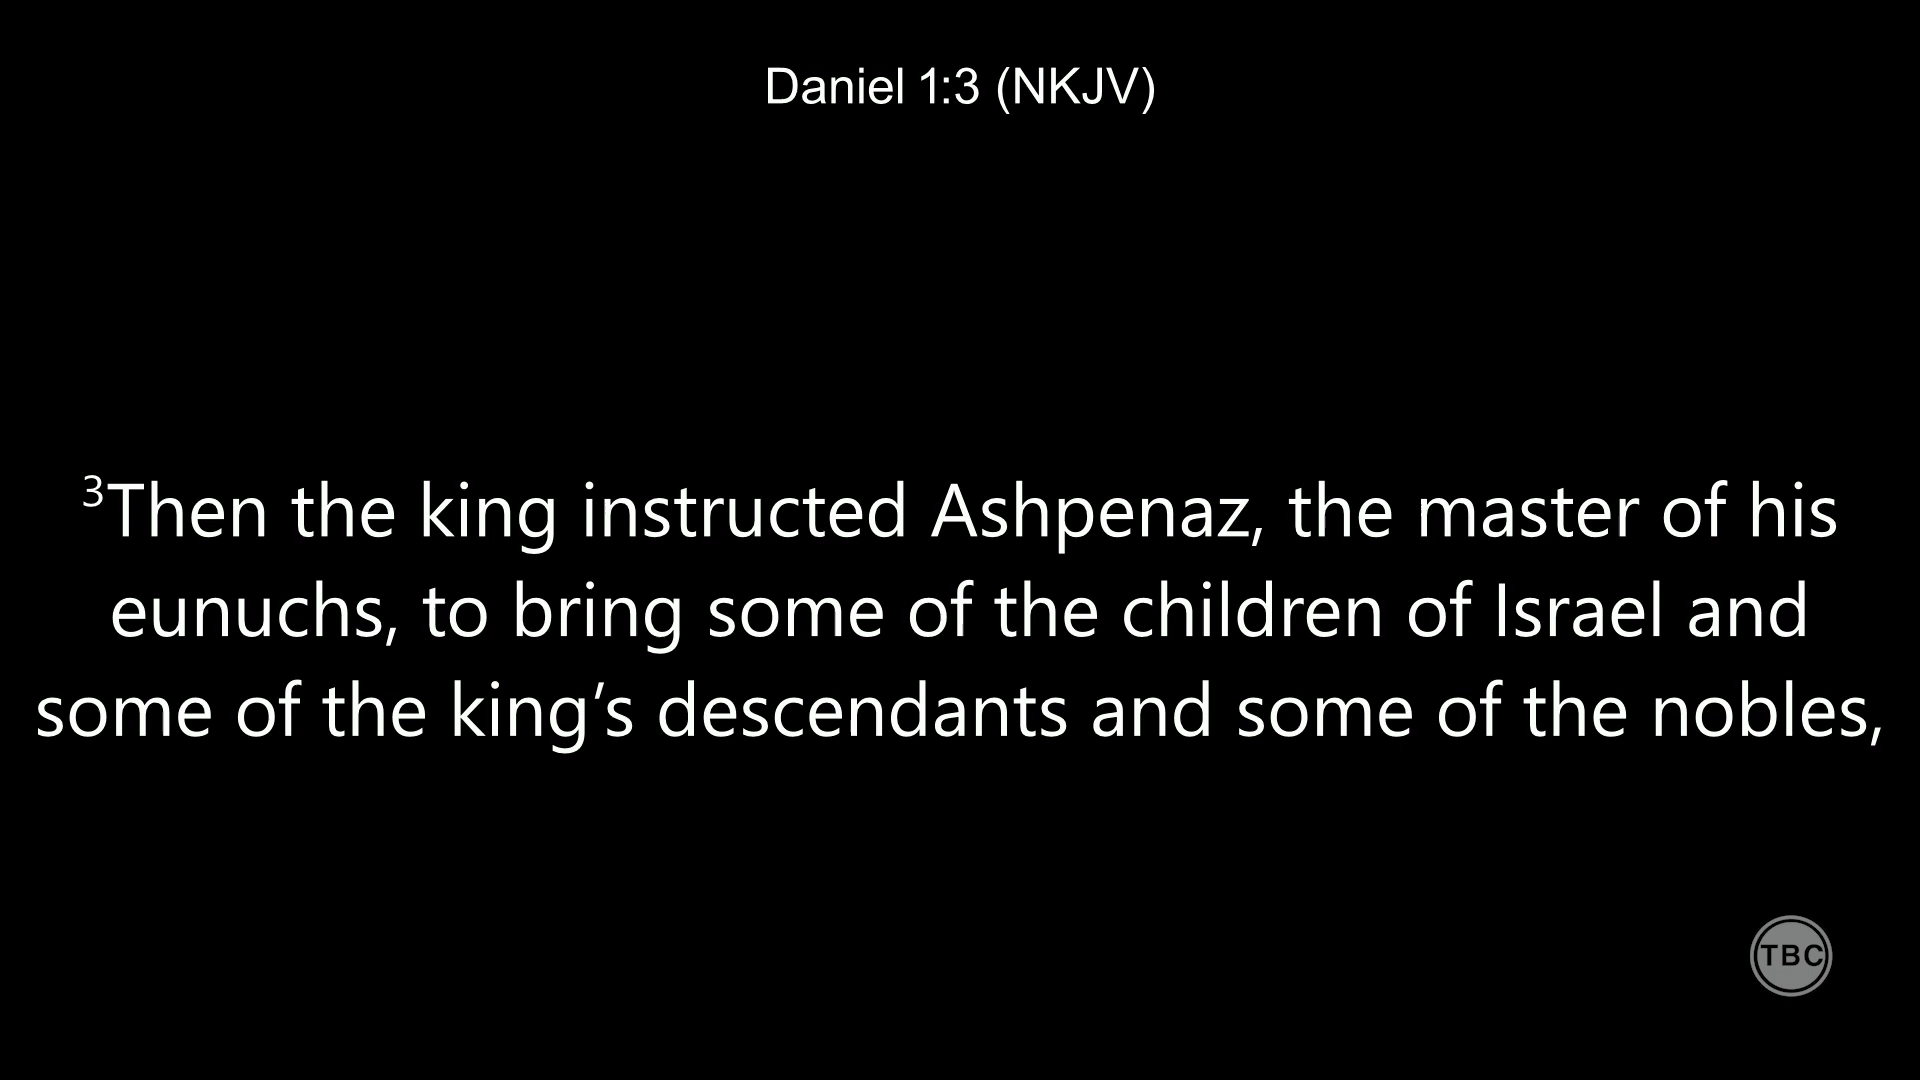 Daniel 1:3 (NKJV)
³Then the king instructed Ashpenaz, the master of his
eunuchs, to bring some of the children of Israel and
some of the king‘s descendants and some of the nobles,
TBC